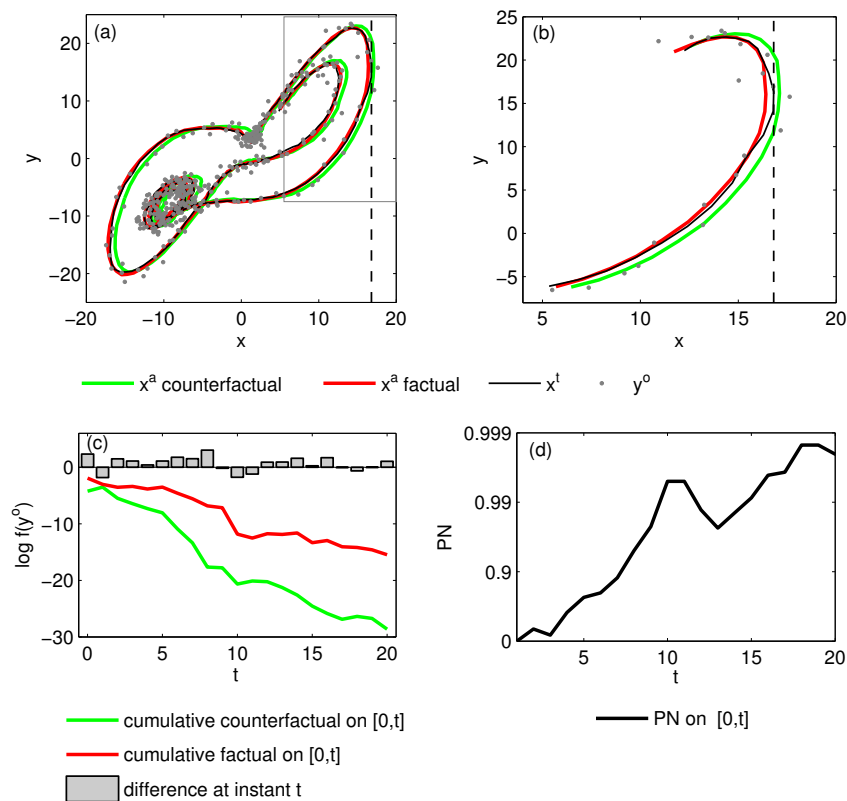 (a)
20
10
0
−10
−20
y
−20
−10
0
10
20
x
(b)
25
20
15
10
5
0
−5
y
5
10
15
20
x
x^a counterfactual
x^a factual
x^t
y^o
(c)
0
−10
−20
−30
log f(y^o)
0
5
10
15
20
t
(d)
0.999
0.99
0.9
0
PN
5
10
15
20
t
cumulative counterfactual on [0,t]
cumulative factual on [0,t]
difference at instant t
PN on [0,t]